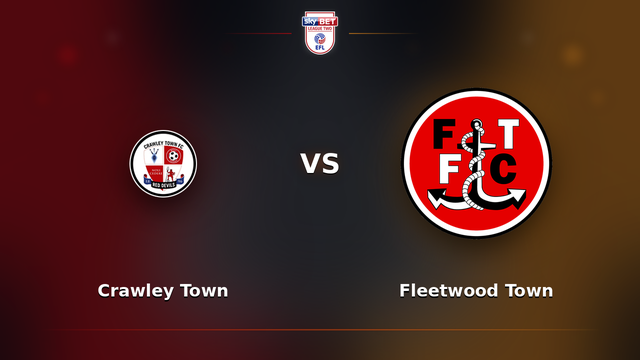 sky BET
LEAGUE TWO
EFL
CRAWLEY TOWN FC
RED DEVILS
VS
F T
F C
Crawley Town
Fleetwood Town